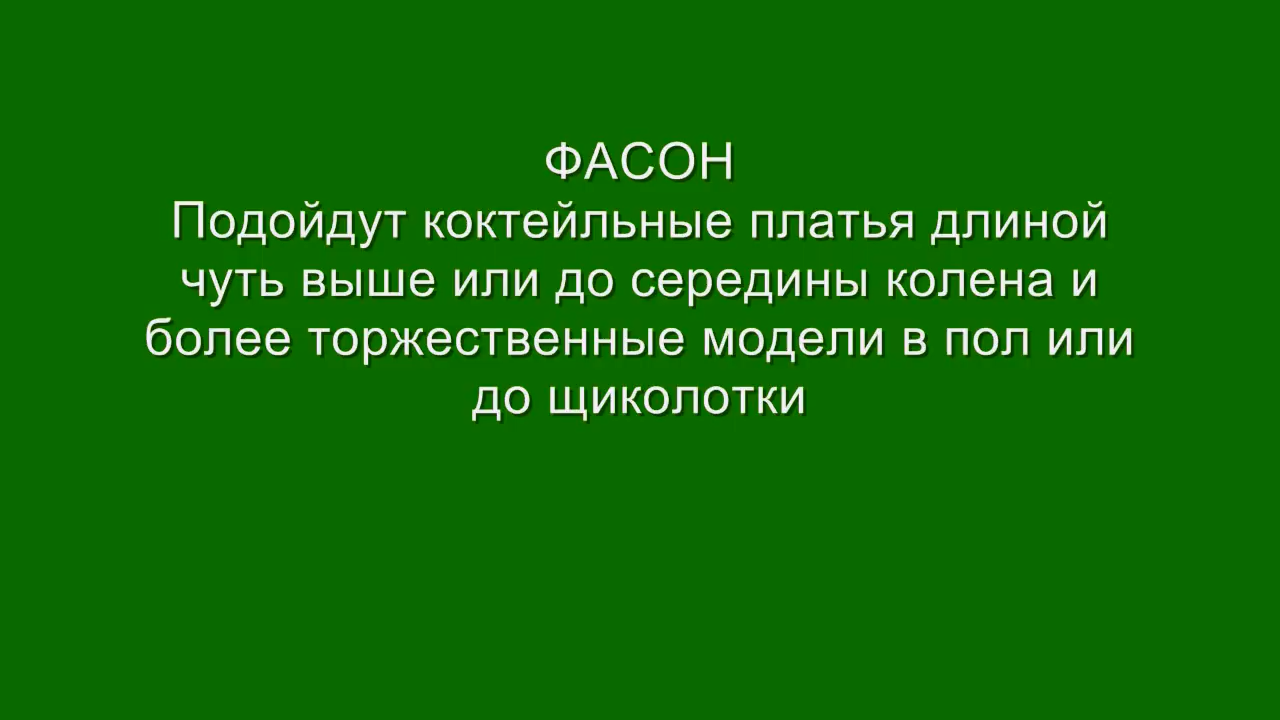 ФАСОН
Подойдут коктейльные платья длиной
чуть выше или до середины колена и
более торжественные модели в пол или
до щиколотки